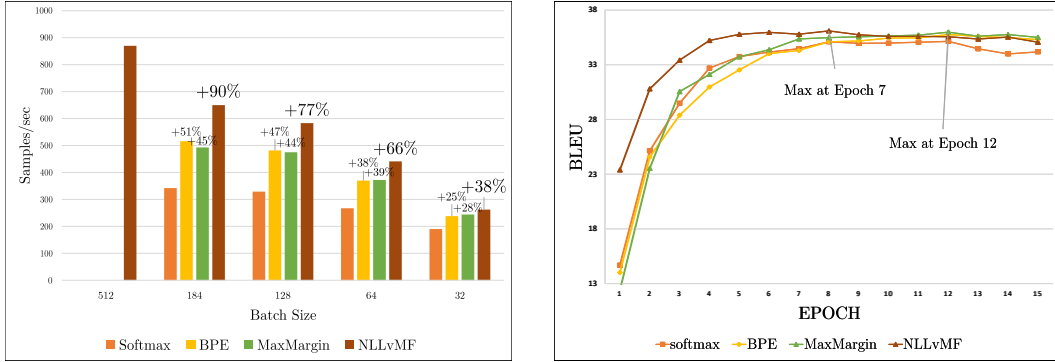 1000
900
800
700
600
500
400
300
200
100
0
Samples/sec
+90%
+51%
+45%
+77%
+47%
+44%
+66%
+38%
+39%
+38%
+25%
+28%
512 184 128 64 32
Batch Size
Softmax BPE MaxMargin NLLvMF
38
33
28
23
18
13
BLEU
Max at Epoch 7
Max at Epoch 12
1 2 3 4 5 6 7 8 9 10 11 12 13 14 15
EPOCH
softmax BPE MaxMargin NLLvMF